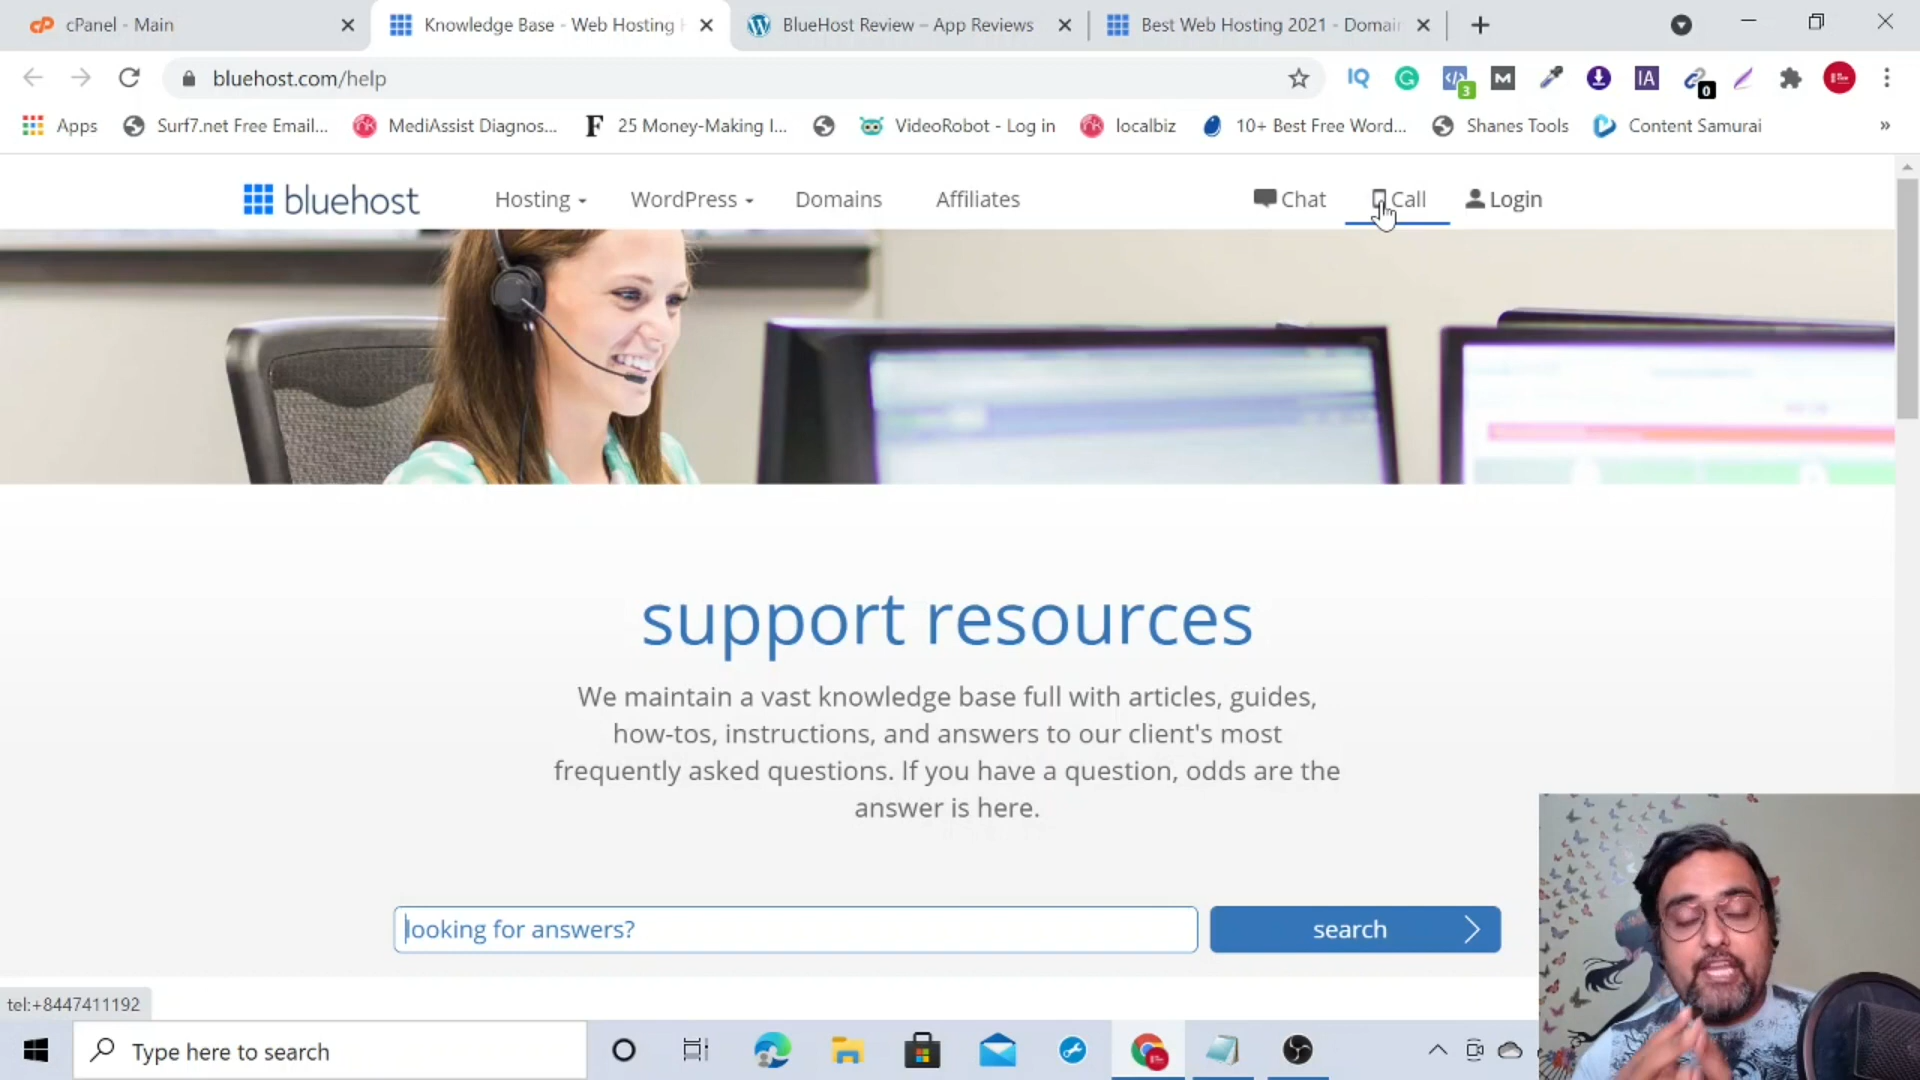 cPanel - Main
Knowledge Base - Web Hosting
BlueHost Review – App Reviews
Best Web Hosting 2021 - Domai
bluehost.com/help
IQ
3
M
IA
0
Apps
Surf7.net Free Email...
MediAssist Diagnos...
25 Money-Making I...
VideoRobot - Log in
localbiz
10+ Best Free Word...
Shanes Tools
Content Samurai
»
bluehost
Hosting
WordPress
Domains
Affiliates
Chat
Call
Login
support resources
We maintain a vast knowledge base full with articles, guides,
how-tos, instructions, and answers to our client's most
frequently asked questions. If you have a question, odds are the
answer is here.
looking for answers?
search
tel:+8447411192
Type here to search